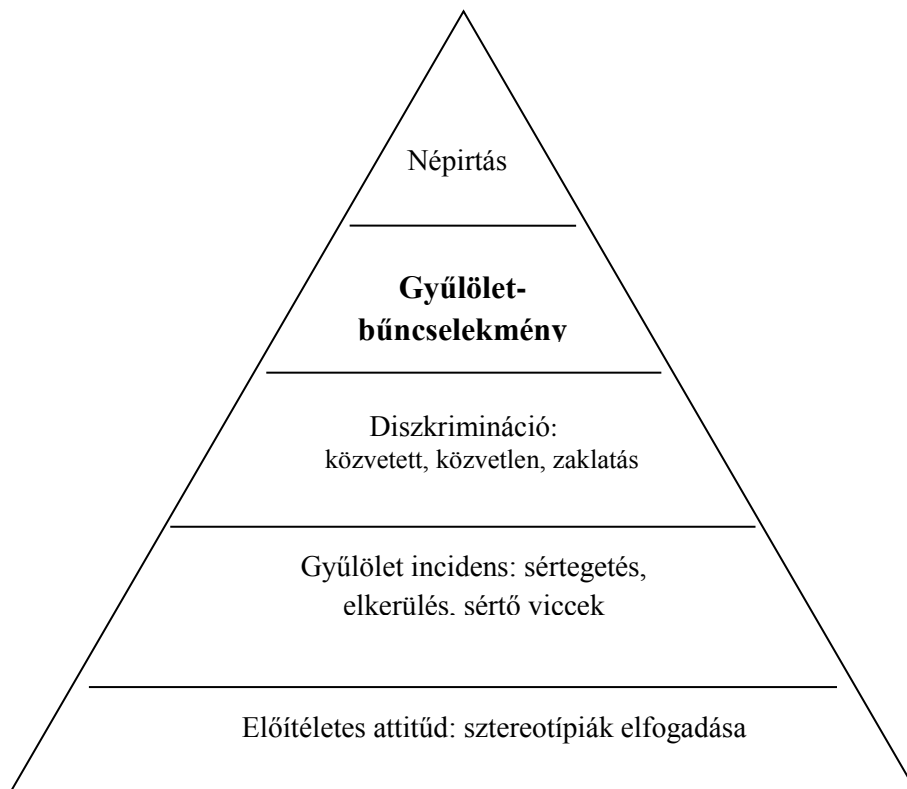 Népirtás
Gyűlölet-
bűncselekmény
Diszkrimináció:
közvetett, közvetlen, zaklatás
Gyűlölet incidens: sértegetés,
elkerülés, sértő viccek
Előítéletes attitűd: sztereotípiák elfogadása